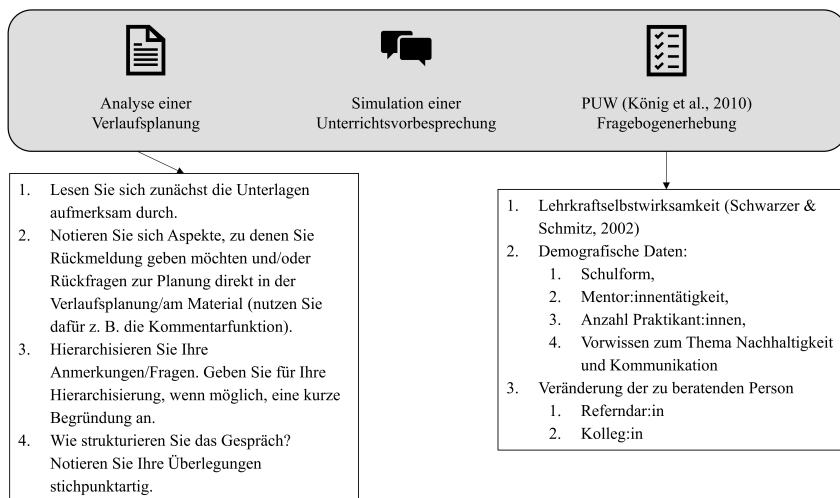 Analyse einer
Verlaufsplanung
Simulation einer
Unterrichtsvorbesprechung
PUW (König et al., 2010)
Fragebogenerhebung
1. Lesen Sie sich zunächst die Unterlagen
aufmerksam durch.
2. Notieren Sie sich Aspekte, zu denen Sie
Rückmeldung geben möchten und/oder
Rückfragen zur Planung direkt in der
Verlaufsplanung/am Material (nutzen Sie
dafür z. B. die Kommentarfunktion).
3. Hierarchisieren Sie Ihre
Anmerkungen/Fragen. Geben Sie für Ihre
Hierarchisierung, wenn möglich, eine kurze
Begründung an.
4. Wie strukturieren Sie das Gespräch?
Notieren Sie Ihre Überlegungen
stichpunktartig.
1. Lehrkraftselbstwirksamkeit (Schwarzer &
Schmitz, 2002)
2. Demografische Daten:
1. Schulform,
2. Mentor:innentätigkeit,
3. Anzahl Praktikant:innen,
4. Vorwissen zum Thema Nachhaltigkeit
und Kommunikation
3. Veränderung der zu beratenden Person
1. Referndar:in
2. Kolleg:in